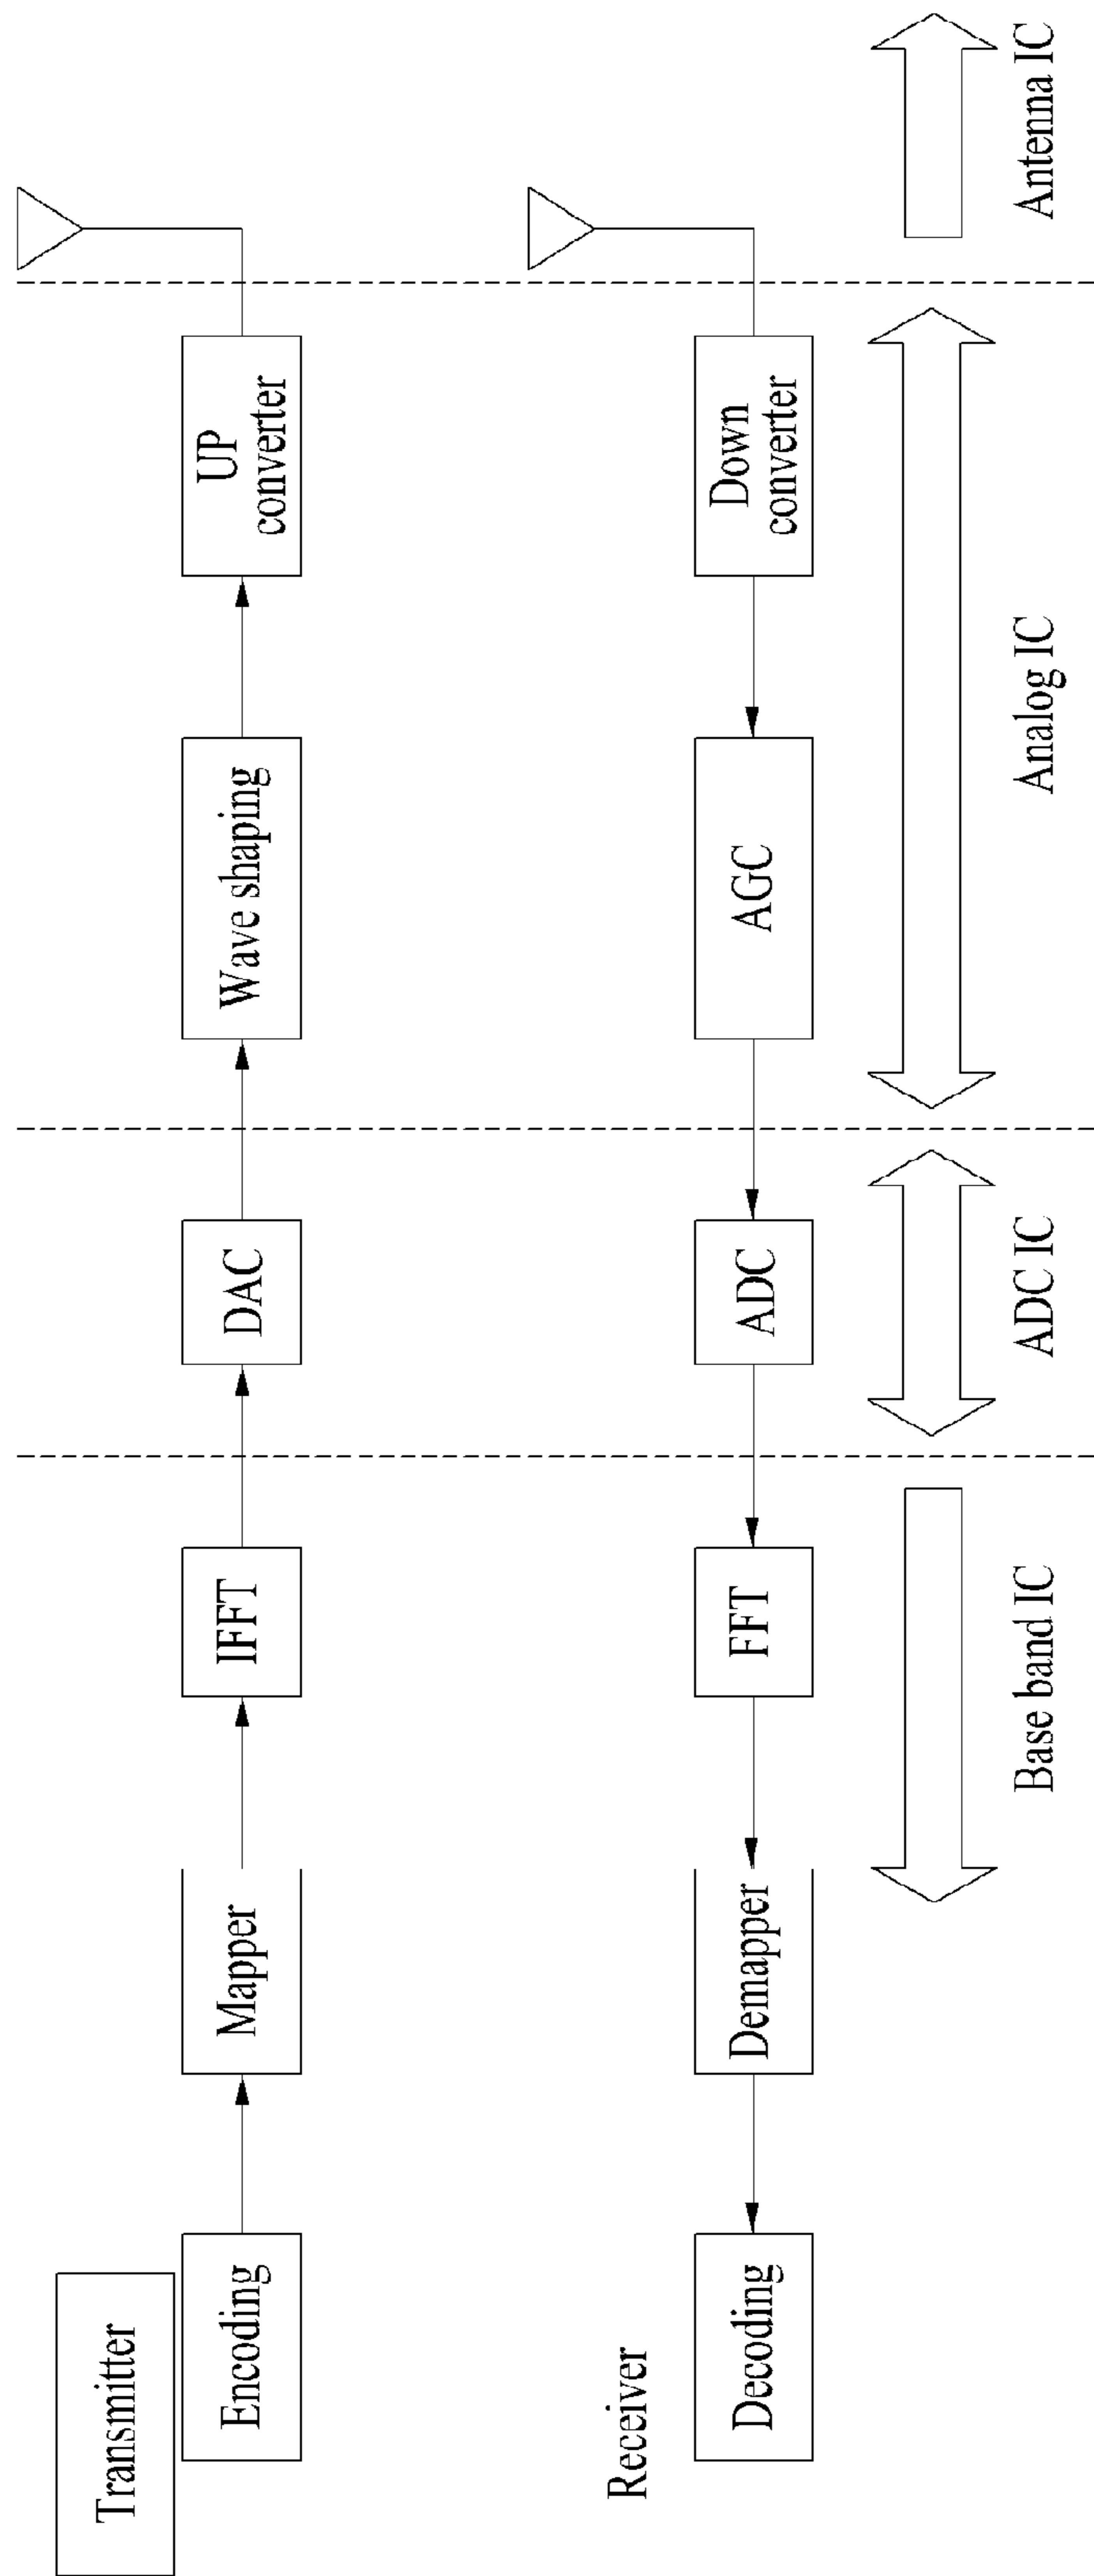 Transmitter
Encoding
Mapper
IFFT
DAC
Wave shaping
UP
converter
Receiver
Decoding
Demapper
FFT
ADC
AGC
Down
converter
Base band IC
ADC IC
Analog IC
Antenna IC